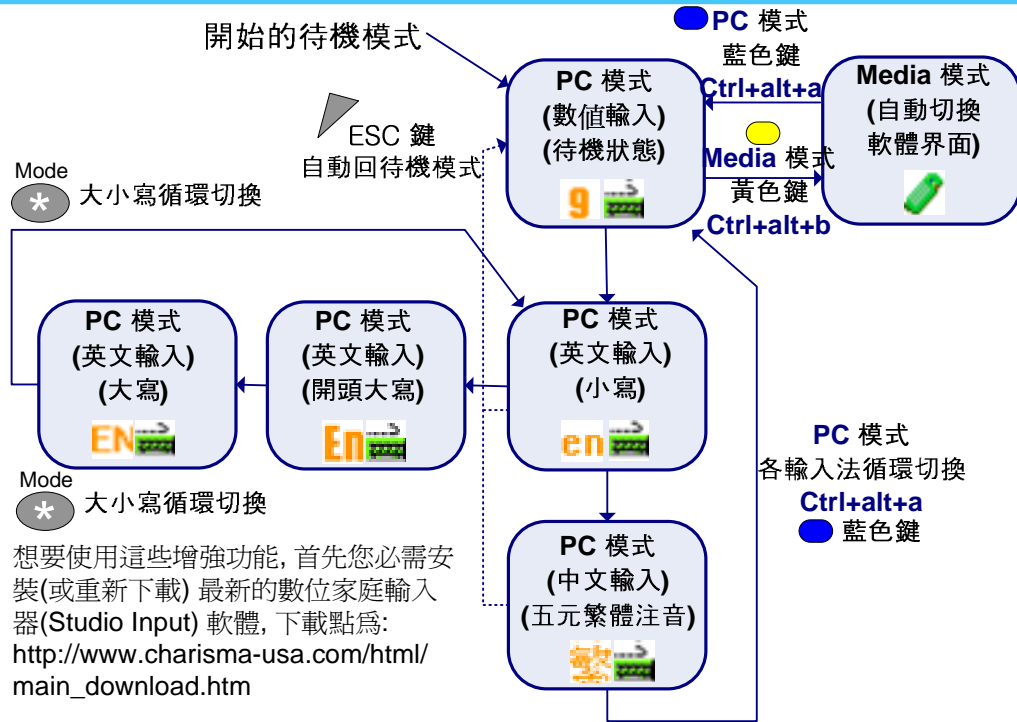 開始的待機模式
PC 模式
藍色鍵
Ctrl+alt+a
Media 模式
黃色鍵
Ctrl+alt+b
PC 模式
(數值輸入)
(待機狀態)
9
Media 模式
(自動切換
軟體界面)
ESC 鍵
自動回待機模式
Mode
* 大小寫循環切換
PC 模式
(英文輸入)
(大寫)
EN
PC 模式
(英文輸入)
(開頭大寫)
En
PC 模式
(英文輸入)
(小寫)
en
PC 模式
各輸入法循環切換
Ctrl+alt+a
藍色鍵
Mode
* 大小寫循環切換
PC 模式
(中文輸入)
(五元繁體注音)
繁
想要使用這些增強功能, 首先您必需安
裝(或重新下載) 最新的數位家庭輸入
器(Studio Input) 軟體, 下載點為:
http://www.charisma-usa.com/html/
main_download.htm